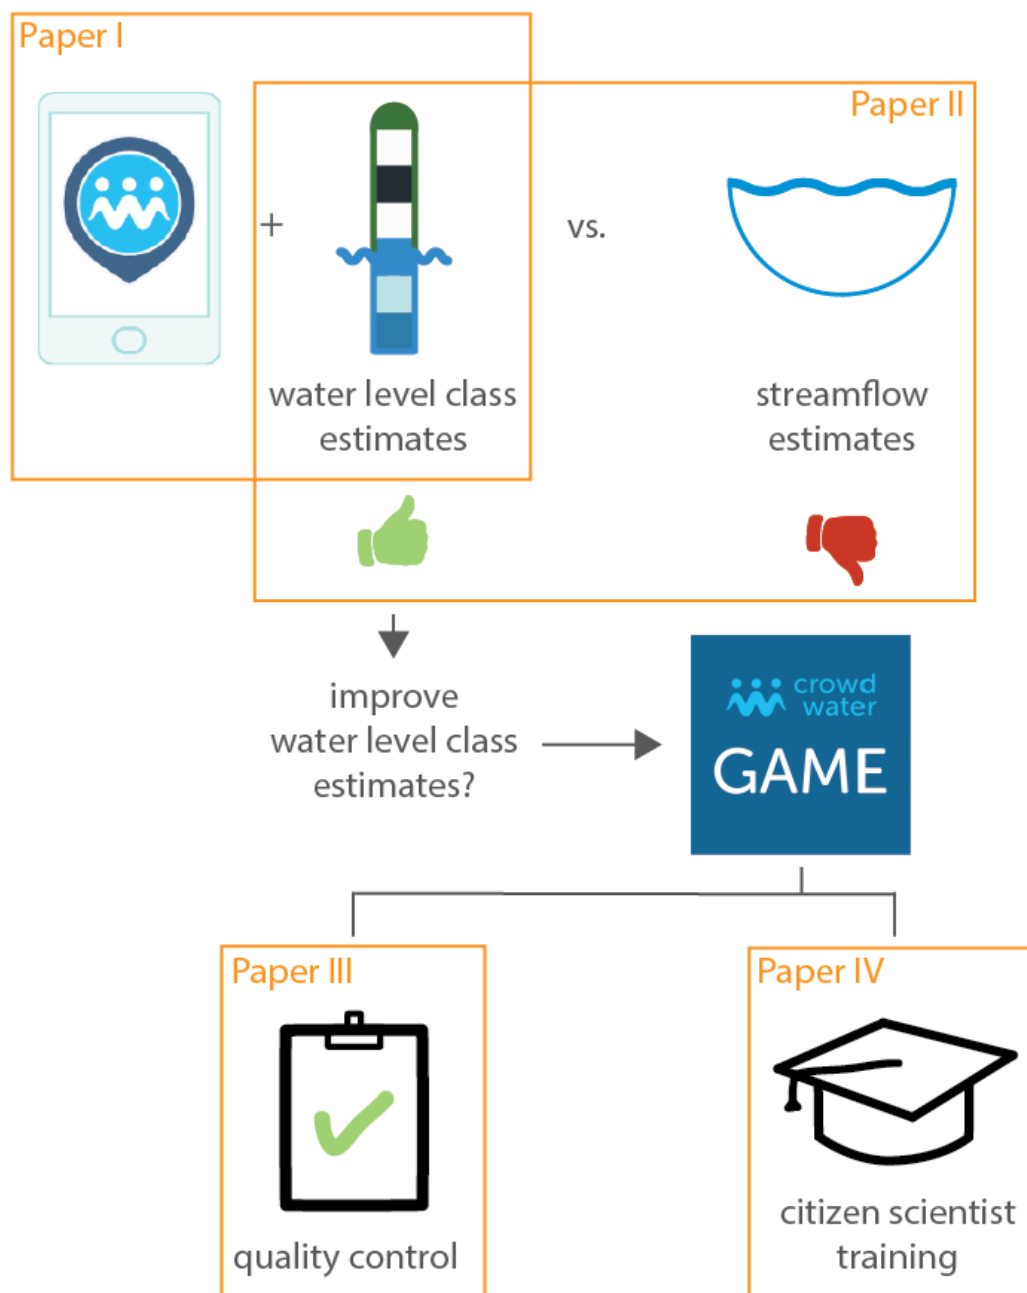 Paper I
Paper II
+
vs.
water level class
estimates
streamflow
estimates
improve
water level class
estimates?
crowd
water
GAME
Paper III
Paper IV
quality control
citizen scientist
training